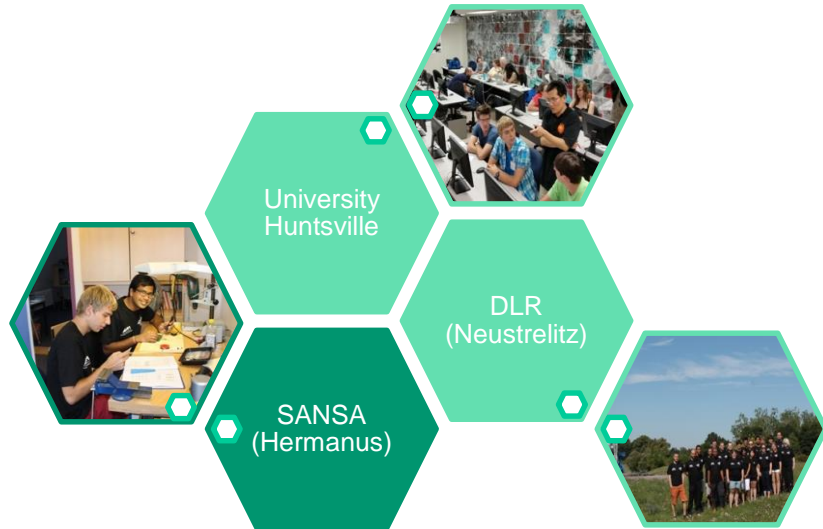 University
Huntsville
DLR
(Neustrelitz)
SANSA
(Hermanus)